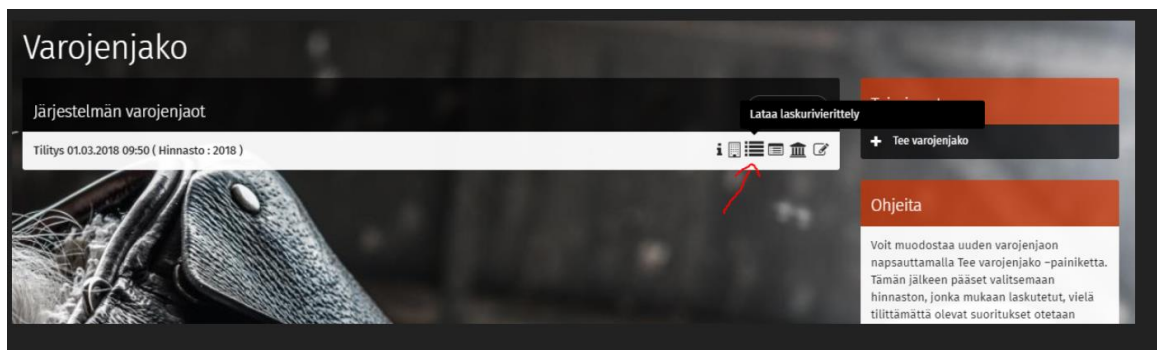 Varojenjako
Järjestelmän varojenjaot
Lataa laskurivierittely
Tilitys 01.03.2018 09:50 ( Hinnasto : 2018 )
Tee varojenjako
Ohjeita
Voit muodostaa uuden varojenjaon
napsauttamalla Tee varojenjako –painiketta.
Tämän jälkeen pääset valitsemaan
hinnaston, jonka mukaan laskutetut, vielä
tilittämättä olevat suoritukset otetaan